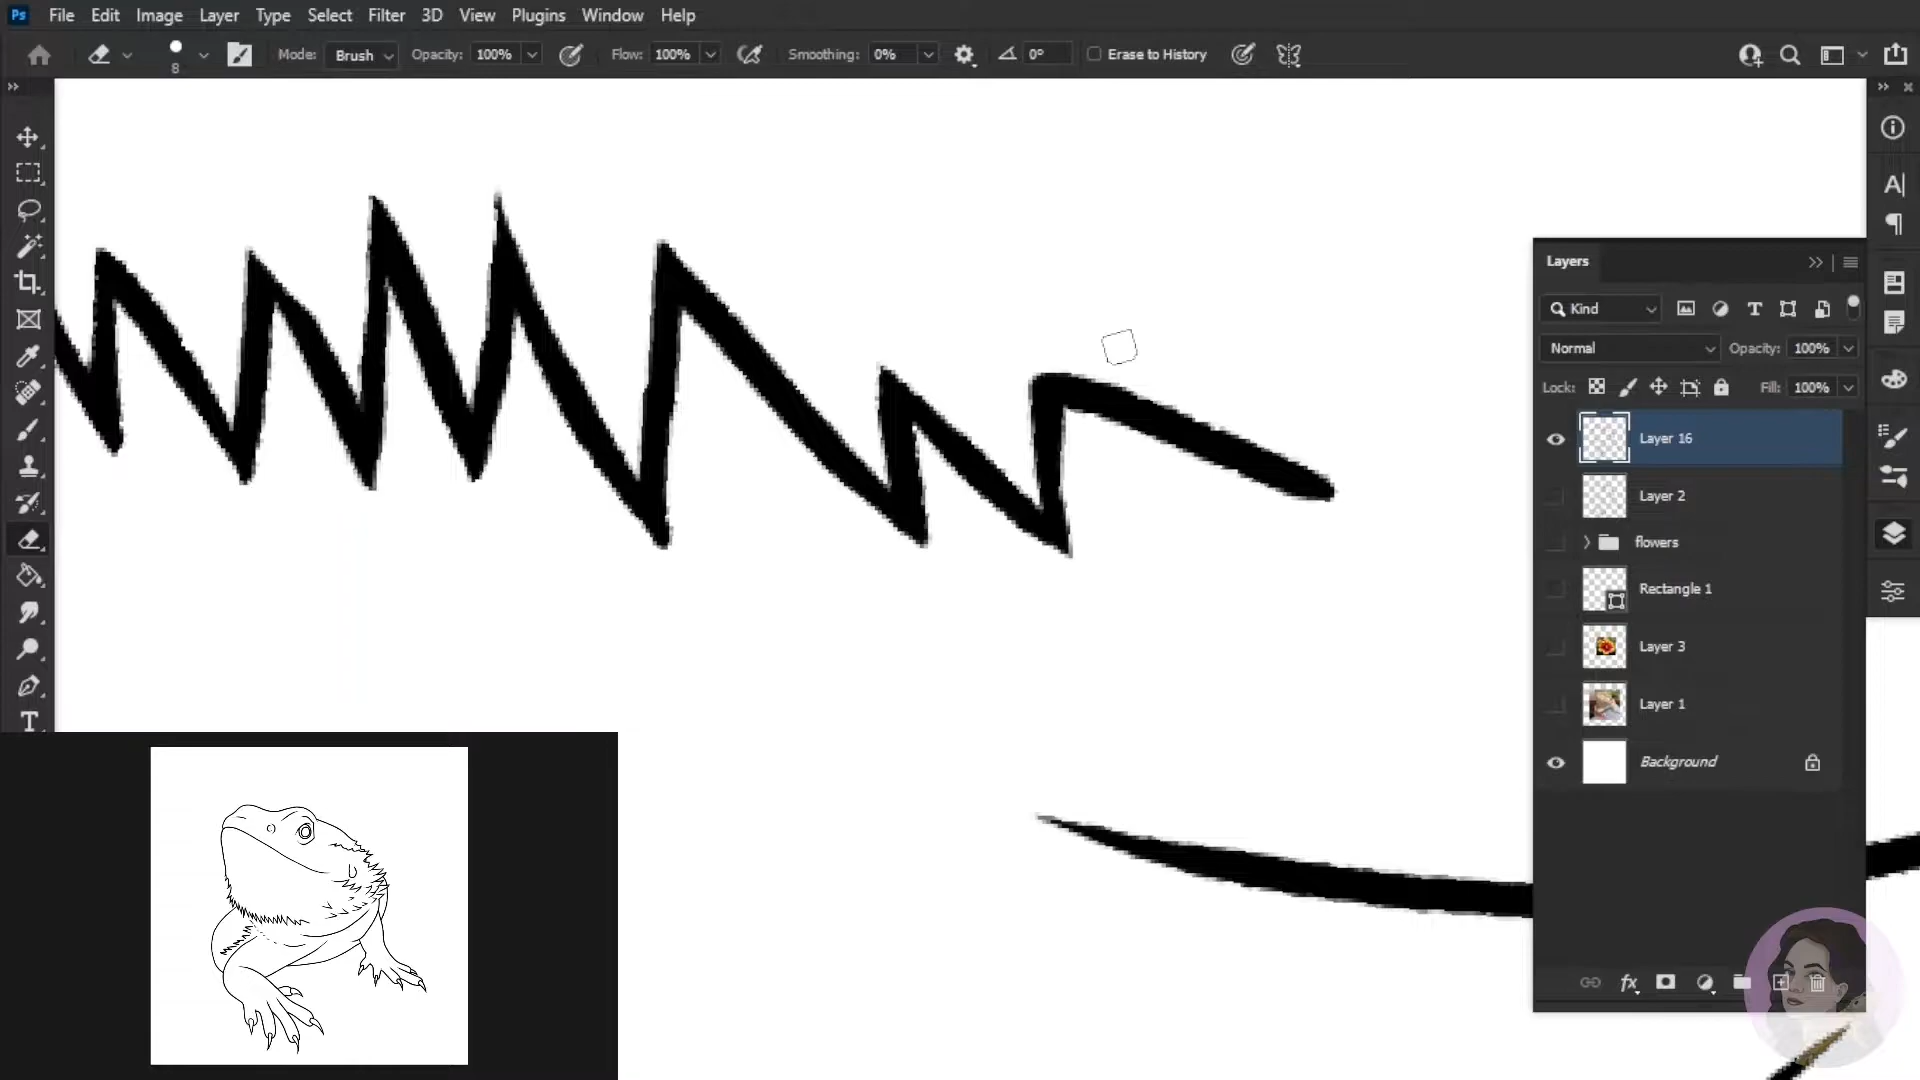 Ps File Edit Image Layer Type Select Filter 3D View Plugins Window Help
8 Mode: Brush Opacity: 100% Flow: 100% Smoothing: 0% 0° Erase to History
Layers
Kind
Normal Opacity: 100%
Lock: Fill: 100%
Layer 16
Layer 2
flowers
Rectangle 1
Layer 3
Layer 1
Background
fx